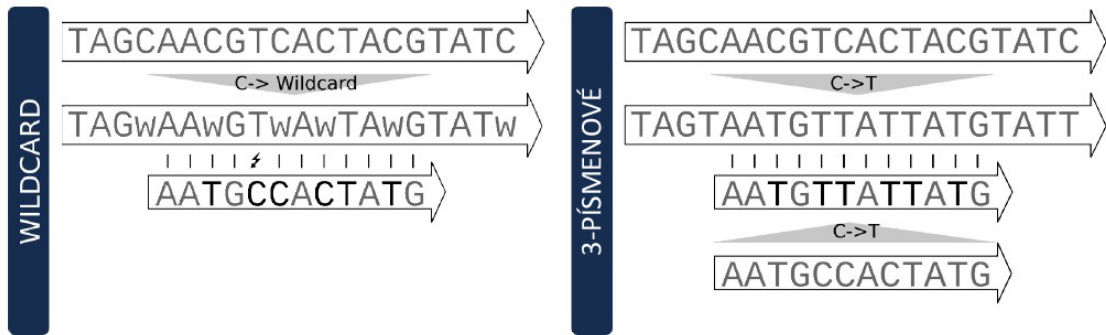 WILDCARD
TAGCAACGTCACTACGTATC
C-> Wildcard
TAGwAAwGTwAwTAwGTATw
AATGCCACTATG
3-PÍSMENOVÉ
TAGCAACGTCACTACGTATC
C->T
TAGTAATGTTATTATGTATT
AATGTTATTATG
C->T
AATGCCACTATG